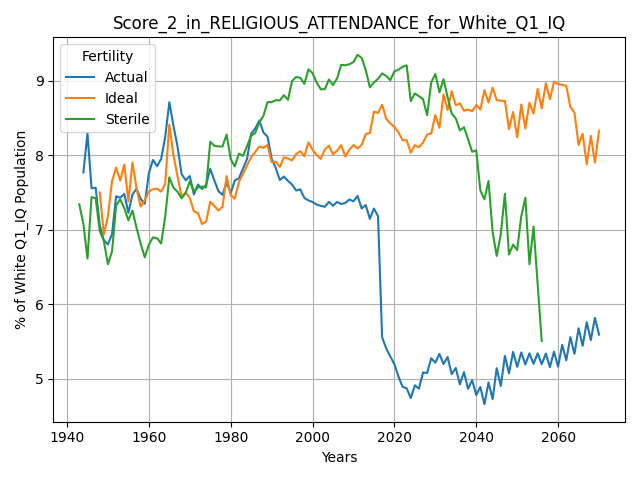 Score_2_in_RELIGIOUS_ATTENDANCE_for_White_Q1_IQ
Fertility
Actual
Ideal
Sterile
% of White Q1_IQ Population
9
8
7
6
5
1940 1960 1980 2000 2020 2040 2060
Years